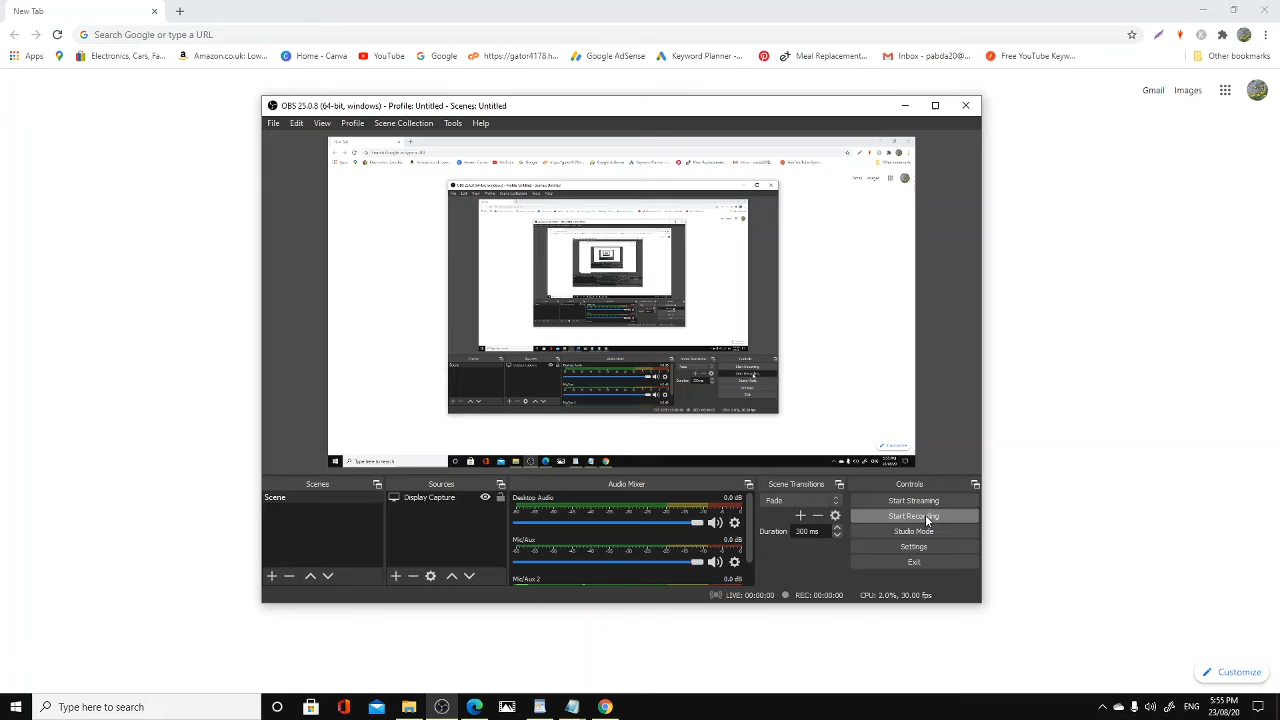 New Tab
Search Google or type a URL
Apps
Electronics, Cars, Fa...
Amazon.co.uk: Low...
Home - Canva
YouTube
Google
https://gator4178.h...
Google AdSense
Keyword Planner -...
Meal Replacement...
Inbox - pabda20@...
Free YouTube Keyw...
Other bookmarks
Gmail
Images
OBS 25.0.8 (64-bit, windows) - Profile: Untitled - Scenes: Untitled
File
Edit
View
Profile
Scene Collection
Tools
Help
Type here to search
Scenes
Sources
Audio Mixer
Scene Transitions
Controls
Scene
Display Capture
Desktop Audio
0.0 dB
Fade
Start Streaming
Start Recording
Duration
300 ms
Studio Mode
Mic/Aux
0.0 dB
Settings
Exit
Mic/Aux 2
0.0 dB
LIVE: 00:00:00
REC: 00:00:00
CPU: 2.0%, 30.00 fps
Customize
Type here to search
ENG
5:55 PM
23/08/20